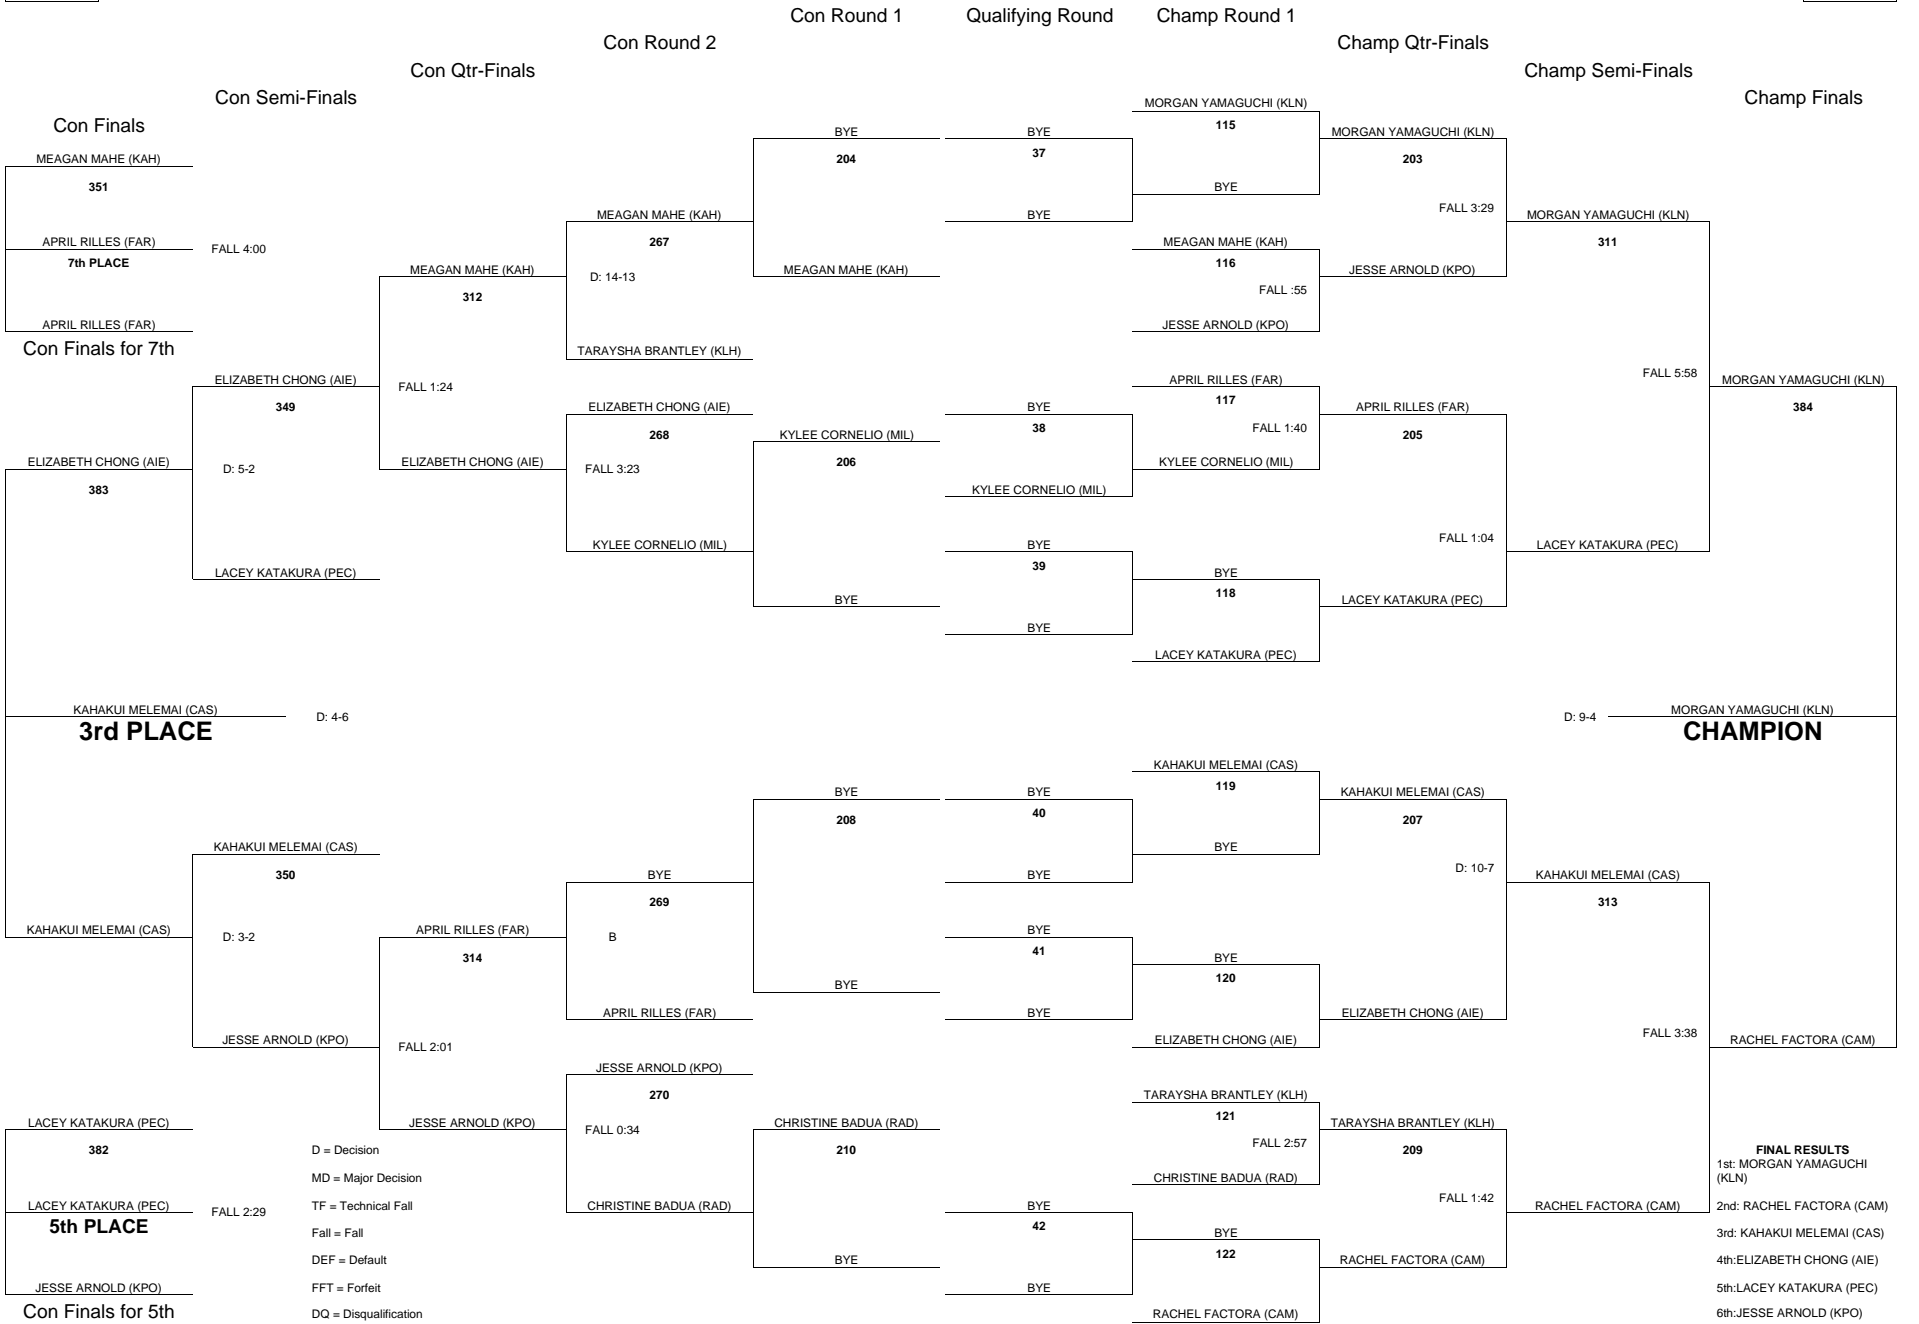 Con Round 1
Qualifying Round
Champ Round 1
Con Round 2
Champ Qtr-Finals
Con Qtr-Finals
Champ Semi-Finals
Con Semi-Finals
Champ Finals
Con Finals
MEAGAN MAHE (KAH)
351
APRIL RILLES (FAR)
FALL 4:00
7th PLACE
APRIL RILLES (FAR)
Con Finals for 7th
ELIZABETH CHONG (AIE)
383
KAHAKUI MELEMAI (CAS)
D: 4-6
3rd PLACE
KAHAKUI MELEMAI (CAS)
LACEY KATAKURA (PEC)
382
LACEY KATAKURA (PEC)
FALL 2:29
5th PLACE
JESSE ARNOLD (KPO)
Con Finals for 5th
ELIZABETH CHONG (AIE)
349
D: 5-2
LACEY KATAKURA (PEC)
KAHAKUI MELEMAI (CAS)
350
D: 3-2
JESSE ARNOLD (KPO)
D = Decision
MD = Major Decision
TF = Technical Fall
Fall = Fall
DEF = Default
FFT = Forfeit
DQ = Disqualification
MEAGAN MAHE (KAH)
312
FALL 1:24
ELIZABETH CHONG (AIE)
APRIL RILLES (FAR)
314
FALL 2:01
JESSE ARNOLD (KPO)
MEAGAN MAHE (KAH)
267
D: 14-13
TARAYSHA BRANTLEY (KLH)
ELIZABETH CHONG (AIE)
268
FALL 3:23
KYLEE CORNELIO (MIL)
BYE
269
B
APRIL RILLES (FAR)
JESSE ARNOLD (KPO)
270
FALL 0:34
CHRISTINE BADUA (RAD)
BYE
204
MEAGAN MAHE (KAH)
KYLEE CORNELIO (MIL)
206
BYE
BYE
208
BYE
CHRISTINE BADUA (RAD)
210
BYE
BYE
37
BYE
BYE
38
KYLEE CORNELIO (MIL)
BYE
39
BYE
BYE
40
BYE
BYE
41
BYE
BYE
42
BYE
MORGAN YAMAGUCHI (KLN)
115
BYE
MEAGAN MAHE (KAH)
116
FALL :55
JESSE ARNOLD (KPO)
APRIL RILLES (FAR)
117
FALL 1:40
KYLEE CORNELIO (MIL)
BYE
118
LACEY KATAKURA (PEC)
KAHAKUI MELEMAI (CAS)
119
BYE
BYE
120
ELIZABETH CHONG (AIE)
TARAYSHA BRANTLEY (KLH)
121
FALL 2:57
CHRISTINE BADUA (RAD)
BYE
122
RACHEL FACTORA (CAM)
MORGAN YAMAGUCHI (KLN)
203
FALL 3:29
JESSE ARNOLD (KPO)
APRIL RILLES (FAR)
205
FALL 1:04
LACEY KATAKURA (PEC)
KAHAKUI MELEMAI (CAS)
207
D: 10-7
ELIZABETH CHONG (AIE)
TARAYSHA BRANTLEY (KLH)
209
FALL 1:42
RACHEL FACTORA (CAM)
MORGAN YAMAGUCHI (KLN)
311
FALL 5:58
LACEY KATAKURA (PEC)
KAHAKUI MELEMAI (CAS)
313
FALL 3:38
RACHEL FACTORA (CAM)
MORGAN YAMAGUCHI (KLN)
384
D: 9-4
MORGAN YAMAGUCHI (KLN)
CHAMPION
RACHEL FACTORA (CAM)
FINAL RESULTS
1st: MORGAN YAMAGUCHI
(KLN)
2nd: RACHEL FACTORA (CAM)
3rd: KAHAKUI MELEMAI (CAS)
4th:ELIZABETH CHONG (AIE)
5th:LACEY KATAKURA (PEC)
6th:JESSE ARNOLD (KPO)